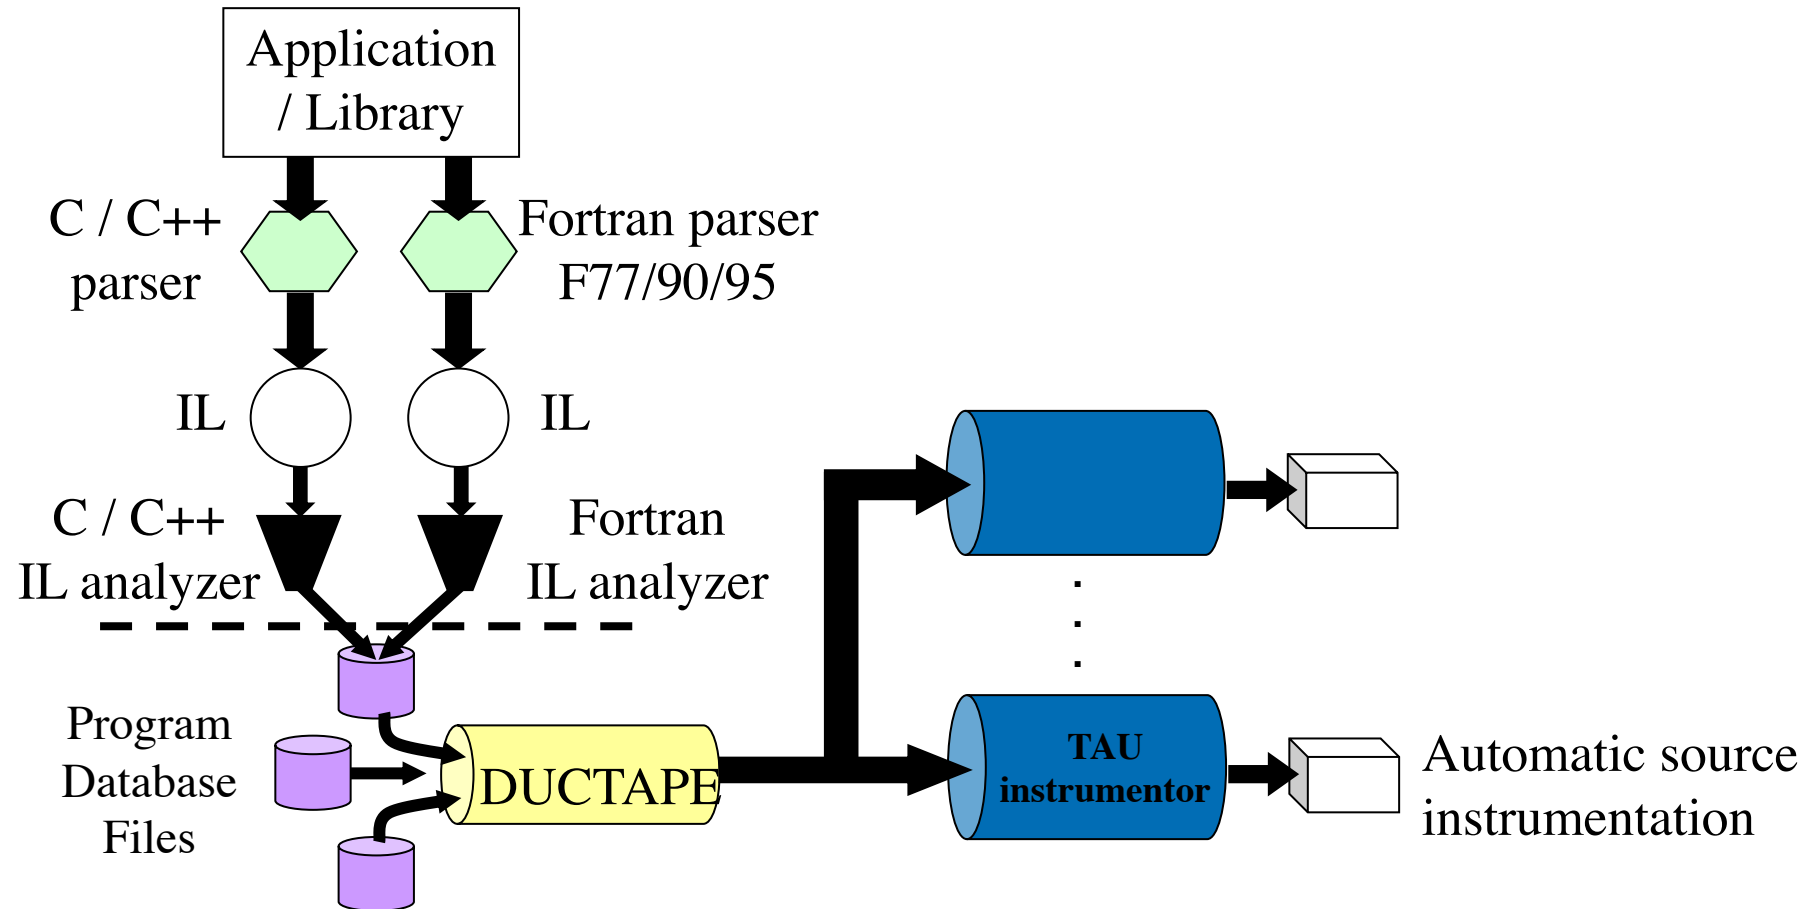 Application
/ Library
C / C++
parser
Fortran parser
F77/90/95
IL
IL
C / C++
IL analyzer
Fortran
IL analyzer
Program
Database
Files
DUCTAPE
TAU
instrumentor
Automatic source
instrumentation